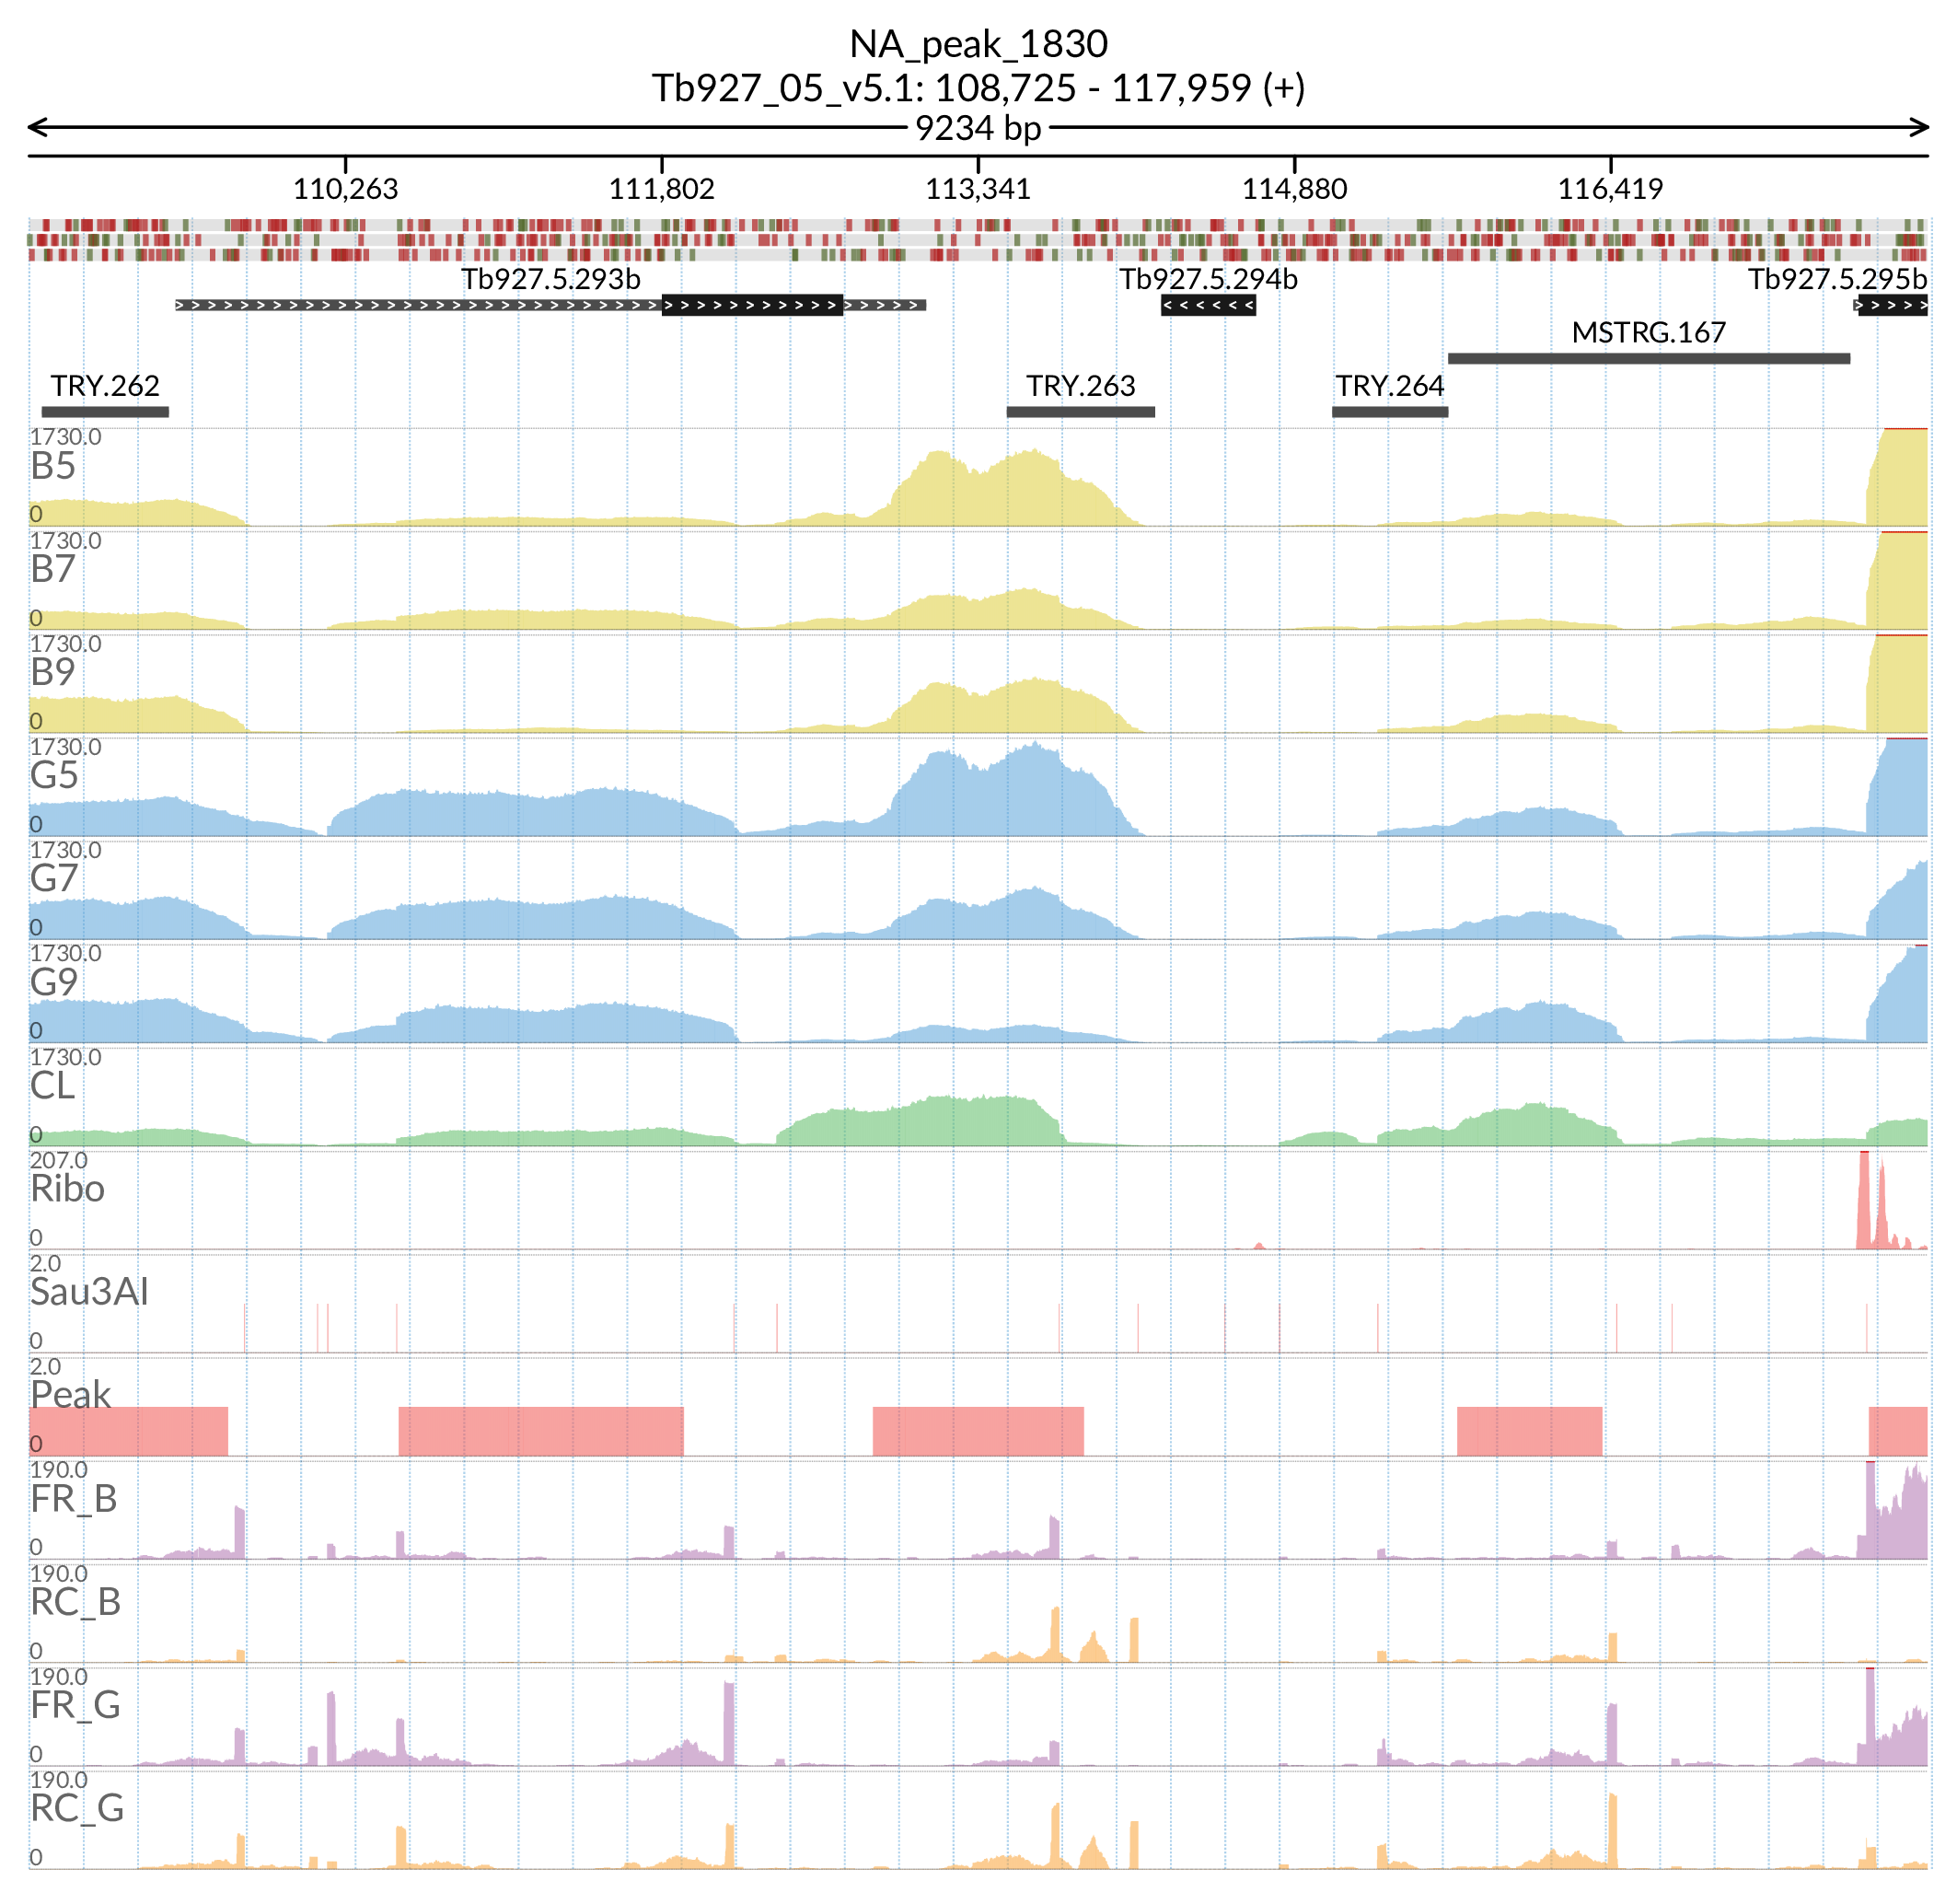 NA_peak_1830
Tb927_05_v5.1: 108,725 - 117,959 (+)
9234 bp
110,263 111,802 113,341 114,880 116,419
Tb927.5.293b Tb927.5.294b Tb927.5.295b
MSTRG.167
TRY.262 TRY.263 TRY.264
1730.0
B5
0
1730.0
B7
0
1730.0
B9
0
1730.0
G5
0
1730.0
G7
0
1730.0
G9
0
1730.0
CL
0
207.0
Ribo
0
2.0
Sau3AI
0
2.0
Peak
0
190.0
FR_B
0
190.0
RC_B
0
190.0
FR_G
0
190.0
RC_G
0